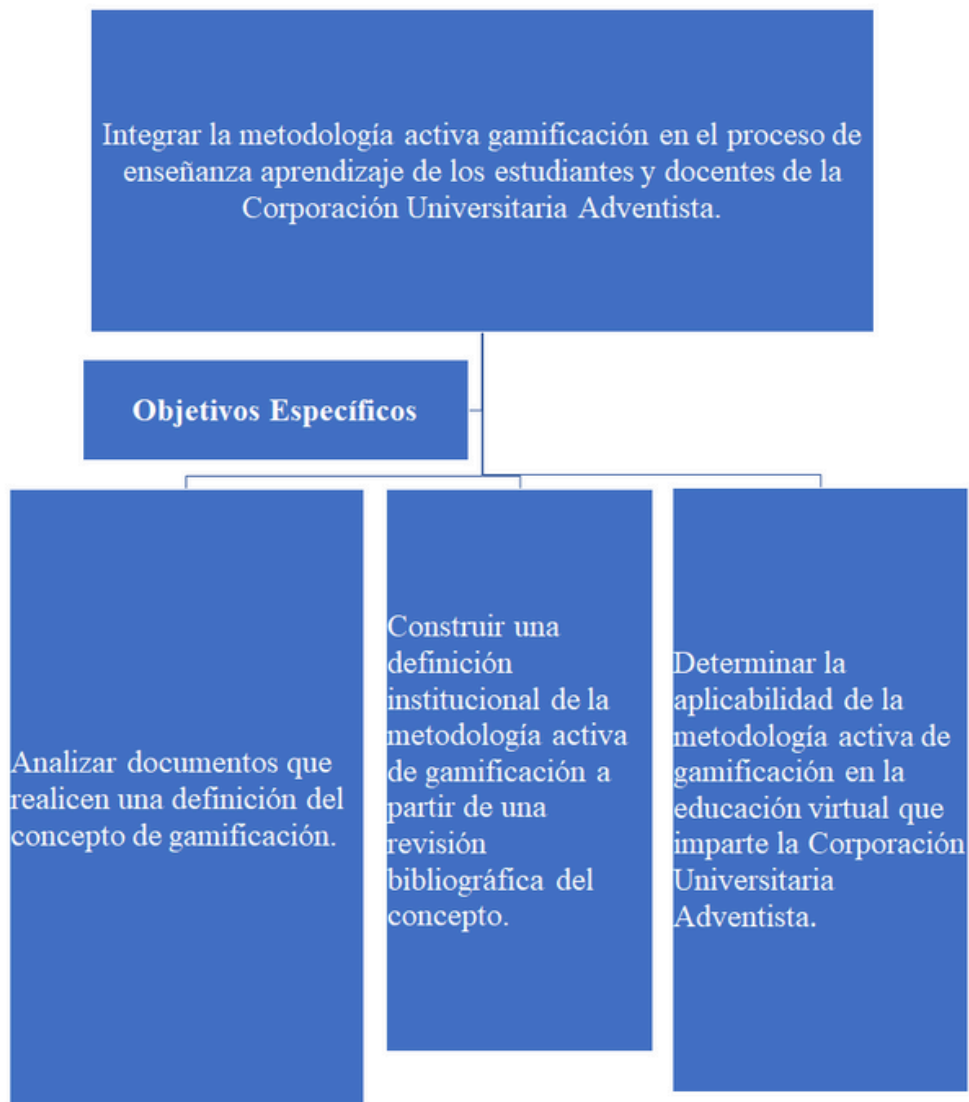 Integrar la metodología activa gamificación en el proceso de
enseñanza aprendizaje de los estudiantes y docentes de la
Corporación Universitaria Adventista.
Objetivos Específicos
Analizar documentos que
realicen una definición del
concepto de gamificación.
Construir una
definición
institucional de la
metodología activa
de gamificación a
partir de una
revisión
bibliográfica del
concepto.
Determinar la
aplicabilidad de la
metodología activa de
gamificación en la
educación virtual que
imparte la Corporación
Universitaria
Adventista.